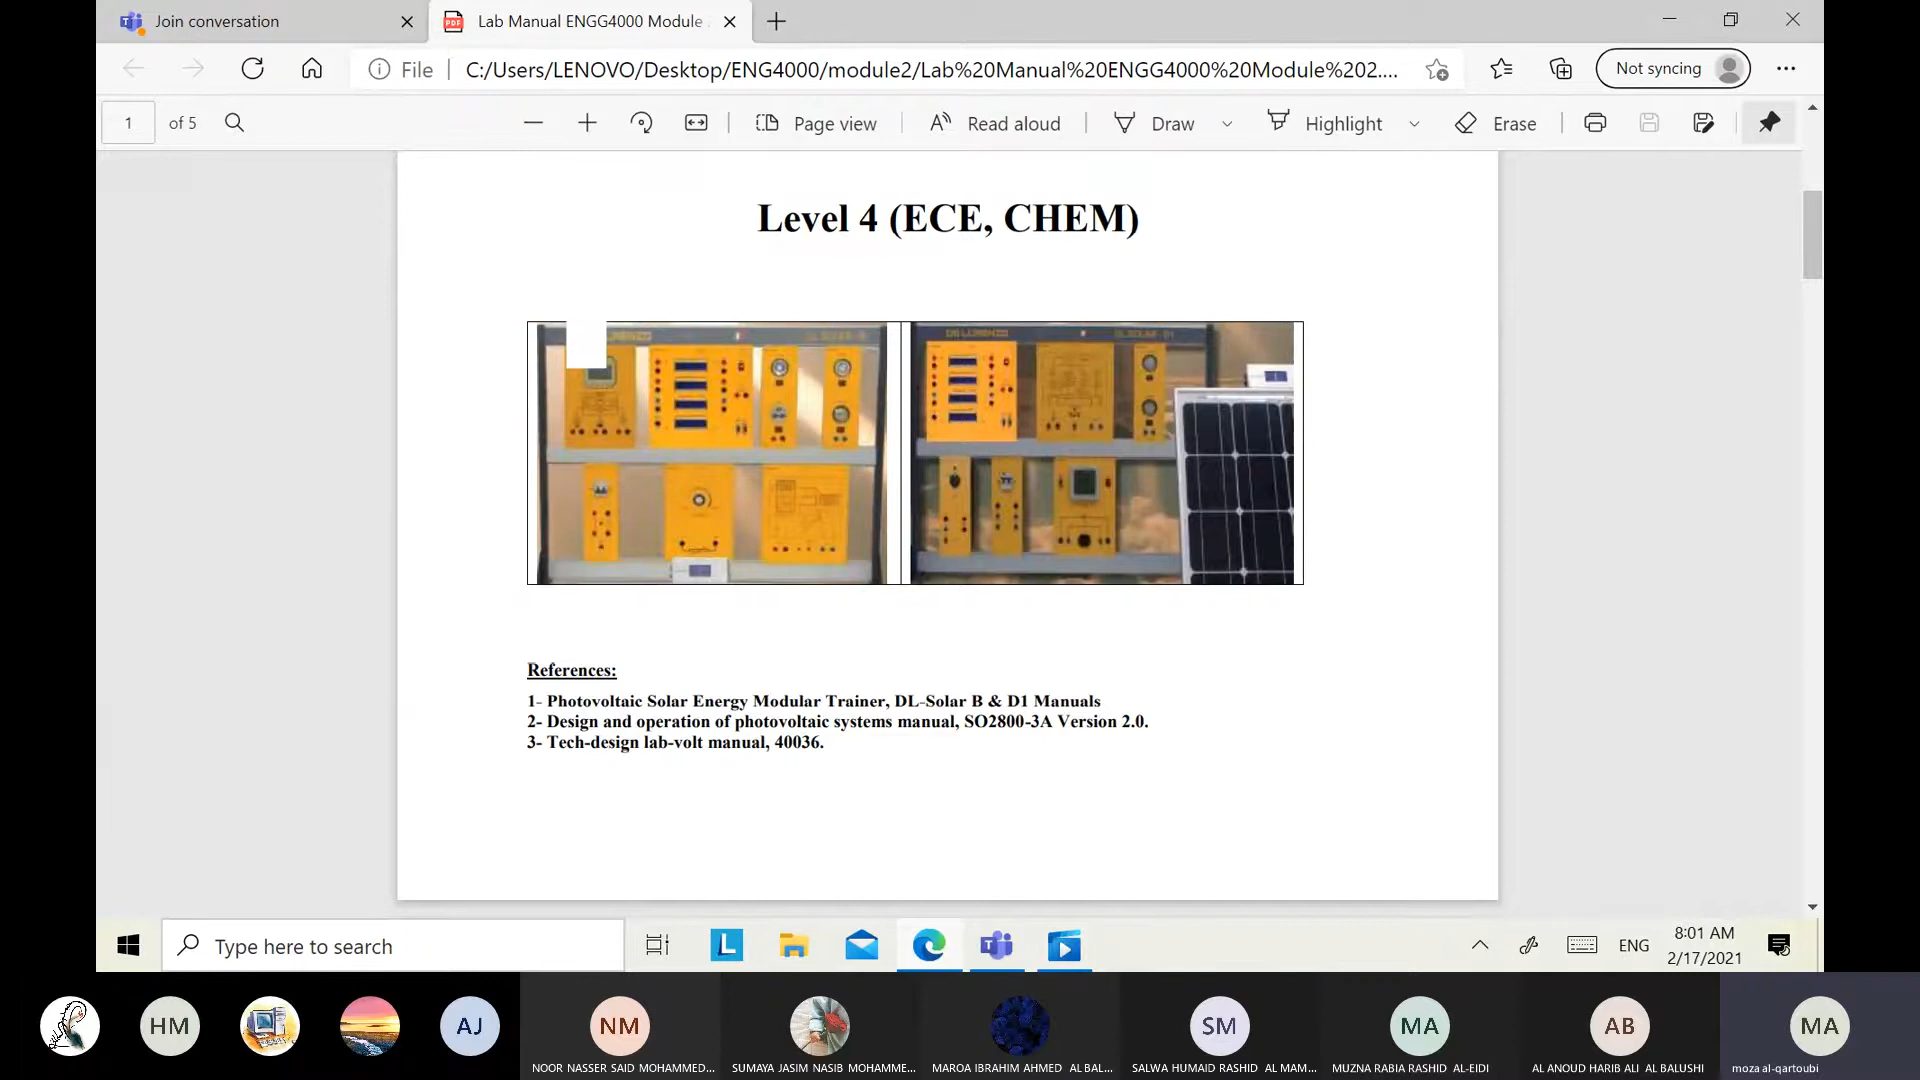 Join conversation
Lab Manual ENGG4000 Module
File C:/Users/LENOVO/Desktop/ENG4000/module2/Lab%20Manual%20ENGG4000%20Module%202....
Not syncing
1 of 5
Page view
Read aloud
Draw
Highlight
Erase
Level 4 (ECE, CHEM)
References:
1- Photovoltaic Solar Energy Modular Trainer, DL-Solar B & D1 Manuals
2- Design and operation of photovoltaic systems manual, SO2800-3A Version 2.0.
3- Tech-design lab-volt manual, 40036.
Type here to search
L
ENG
8:01 AM
2/17/2021
HM
AJ
NM
SM
MA
AB
MA
NOOR NASSER SAID MOHAMMED...
SUMAYA JASIM NASIB MOHAMME...
MAROA IBRAHIM AHMED AL BAL...
SALWA HUMAID RASHID AL MAM...
MUZNA RABIA RASHID AL-EIDI
AL ANOUD HARIB ALI AL BALUSHI
moza al-qartoubi